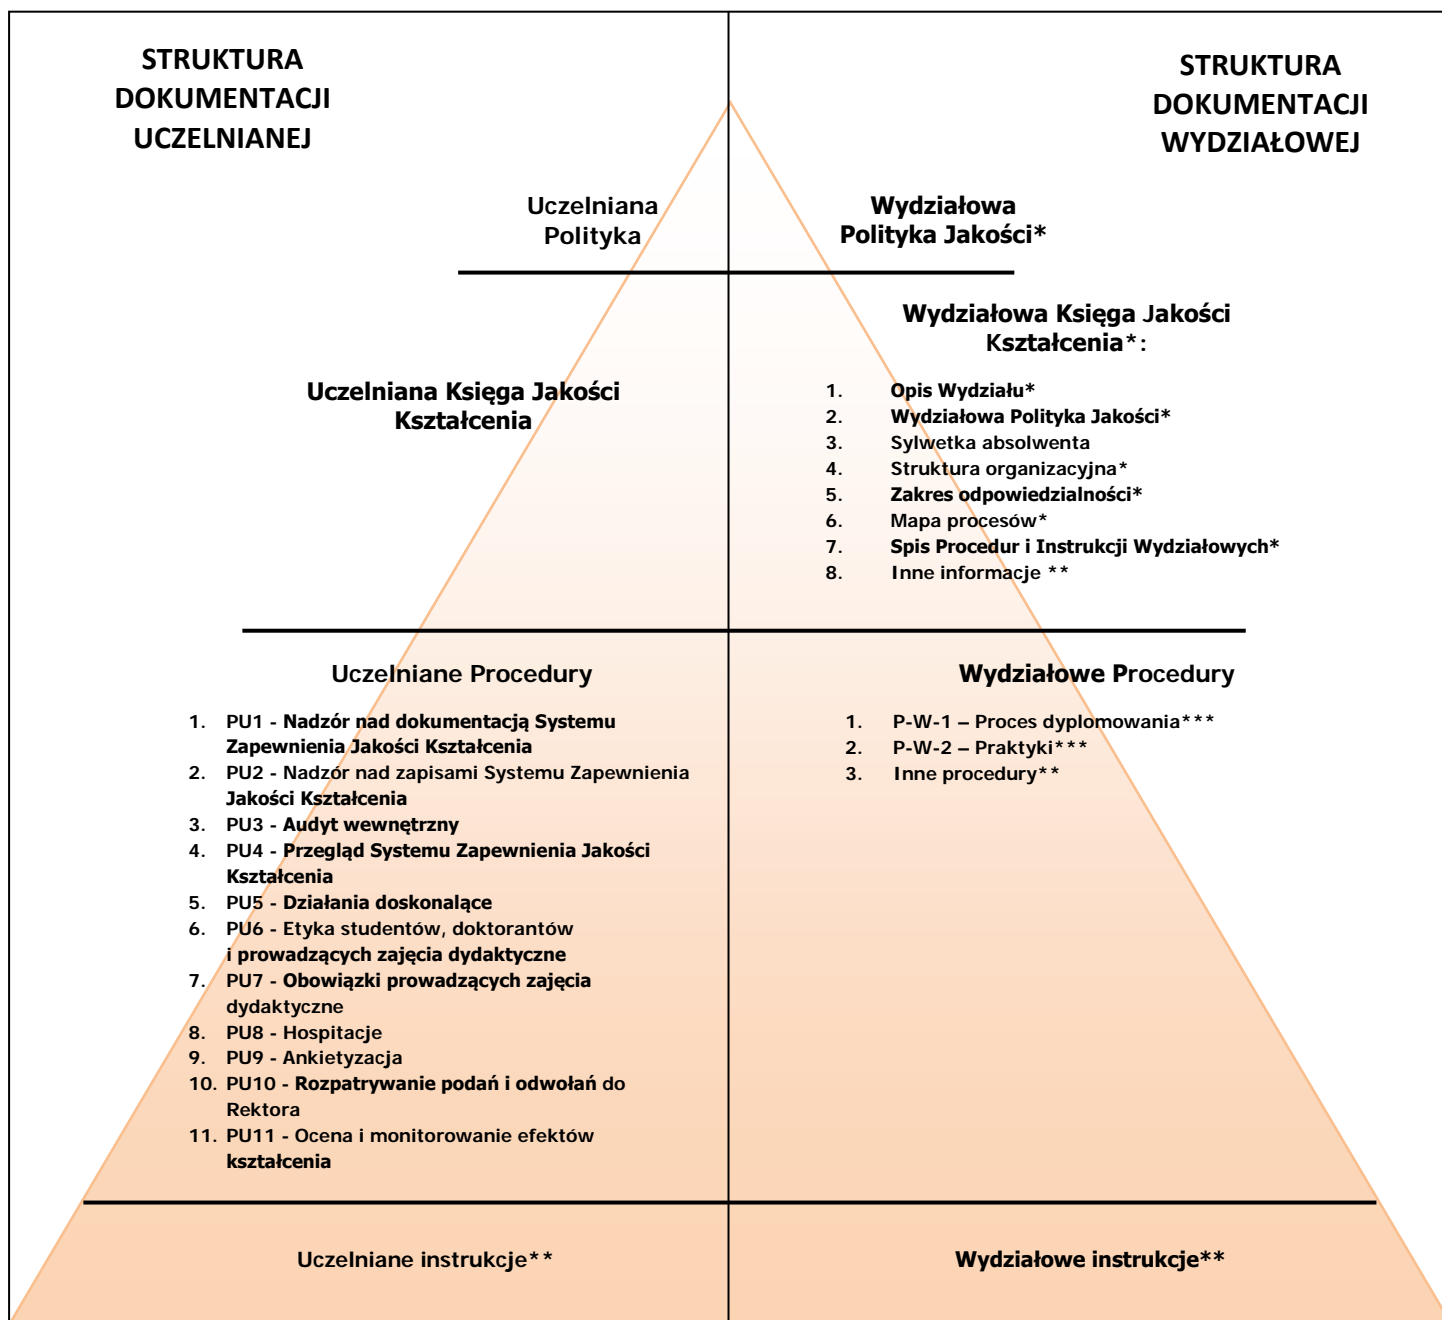 STRUKTURA
DOKUMENTACJI
UCZELNIANEJ
STRUKTURA
DOKUMENTACJI
WYDZIAŁOWEJ
Uczelniana
Polityka
Wydziałowa
Polityka Jakości*
Uczelniana Księga Jakości
Kształcenia
Wydziałowa Księga Jakości
Kształcenia*:
1. Opis Wydziału*
2. Wydziałowa Polityka Jakości*
3. Sylwetka absolwenta
4. Struktura organizacyjna*
5. Zakres odpowiedzialności*
6. Mapa procesów*
7. Spis Procedur i Instrukcji Wydziałowych*
8. Inne informacje **
Uczelniane Procedury
1. PU1 - Nadzór nad dokumentacją Systemu
Zapewnienia Jakości Kształcenia
2. PU2 - Nadzór nad zapisami Systemu Zapewnienia
Jakości Kształcenia
3. PU3 - Audyt wewnętrzny
4. PU4 - Przegląd Systemu Zapewnienia Jakości
Kształcenia
5. PU5 - Działania doskonalące
6. PU6 - Etyka studentów, doktorantów
i prowadzących zajęcia dydaktyczne
7. PU7 - Obowiązki prowadzących zajęcia
dydaktyczne
8. PU8 - Hospitacje
9. PU9 - Ankietyzacja
10. PU10 - Rozpatrywanie podań i odwołań do
Rektora
11. PU11 - Ocena i monitorowanie efektów
kształcenia
Wydziałowe Procedury
1. P-W-1 – Proces dyplomowania***
2. P-W-2 – Praktyki***
3. Inne procedury**
Uczelniane instrukcje**
Wydziałowe instrukcje**